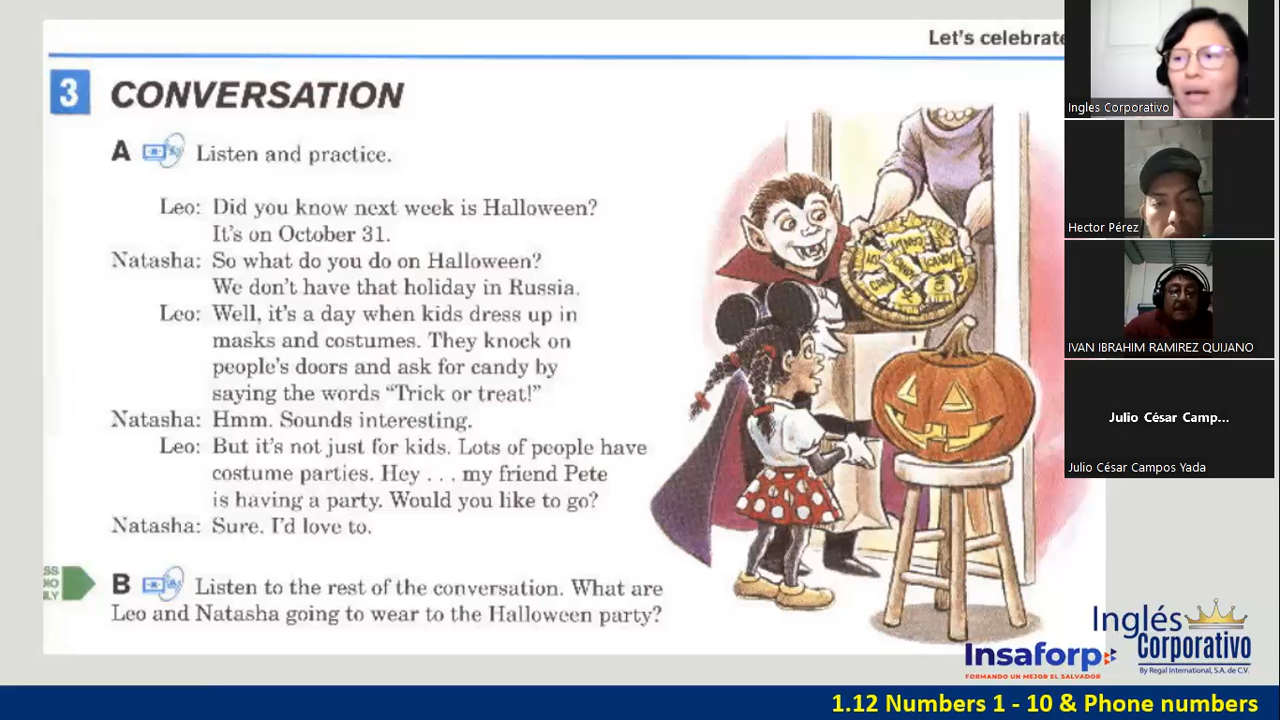 Let's celebrate
3 CONVERSATION
A Listen and practice.
Leo: Did you know next week is Halloween?
It's on October 31.
Natasha: So what do you do on Halloween?
We don't have that holiday in Russia.
Leo: Well, it's a day when kids dress up in
masks and costumes. They knock on
people's doors and ask for candy by
saying the words "Trick or treat!"
Natasha: Hmm. Sounds interesting.
Leo: But it's not just for kids. Lots of people have
costume parties. Hey . . . my friend Pete
is having a party. Would you like to go?
Natasha: Sure. I'd love to.
B Listen to the rest of the conversation. What are
Leo and Natasha going to wear to the Halloween party?
CANDY
Ingles Corporativo
Hector Pérez
IVAN IBRAHIM RAMIREZ QUIJANO
Julio César Camp...
Julio César Campos Yada
Inglés
Corporativo
By Regal International, S.A. de C.V.
Insaforp
FORMANDO UN MEJOR EL SALVADOR
1.12 Numbers 1 - 10 & Phone numbers